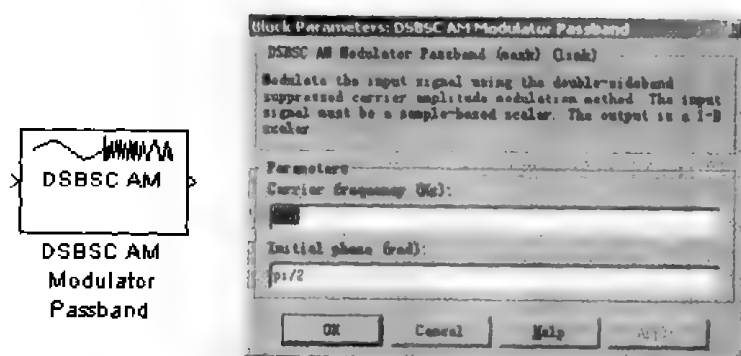 DSBSC AM
DSBSC AM
Modulator
Passband
Block Parameters: DSBSC AM Modulator Passband
DSBSC AM Modulator Passband (mask) (link)
Modulate the input signal using the double-sideband
suppressed carrier amplitude modulation method. The input
signal must be a sample-based scalar. The output is a 1-D
scalar
Parameters
Carrier frequency (Hz):
Initial phase (rad):
pi/2
OK
Cancel
Help
Apply